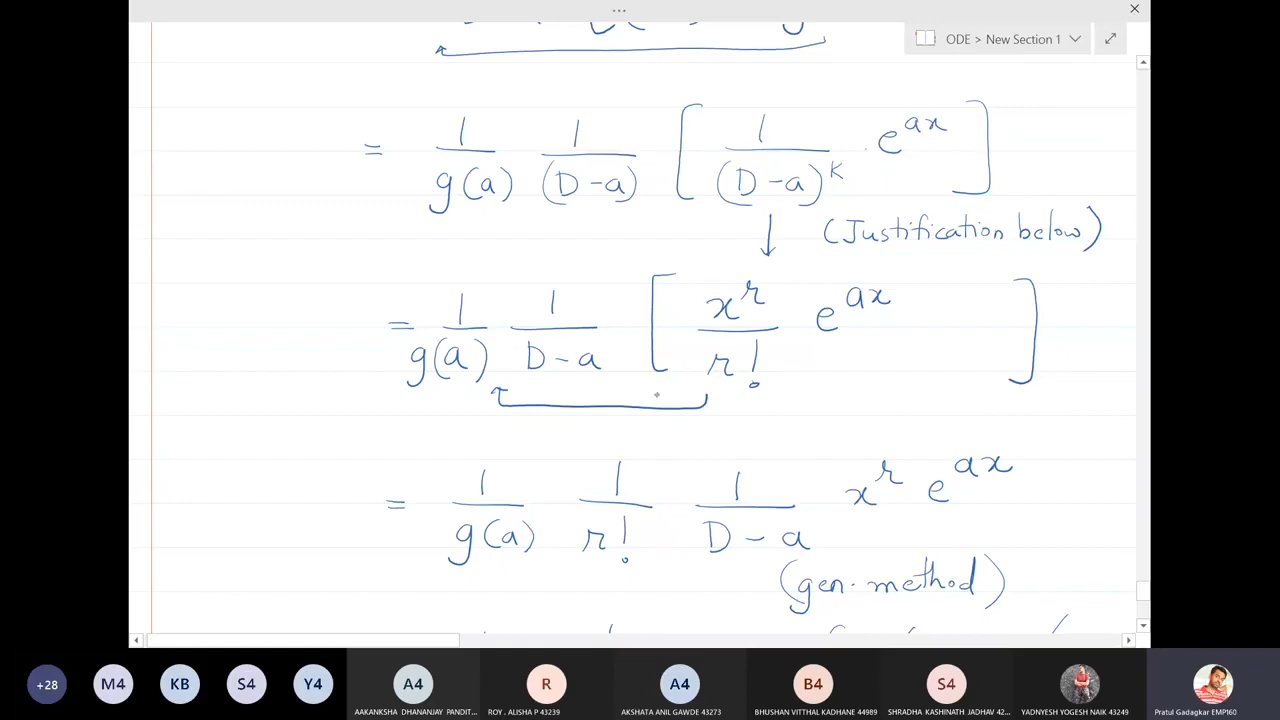 ODE > New Section 1
= 1/g(a) 1/(D-a) [ 1/(D-a)^K . e^{ax} ]
(Justification below)
= 1/g(a) 1/D-a [ x^r/r! e^{ax} ]
= 1/g(a) 1/r! 1/D-a x^r e^{ax}
(gen. method)
+28
M4
KB
S4
Y4
A4
R
A4
B4
S4
AAKANKSHA DHANANJAY PANDIT...
ROY , ALISHA P 43239
AKSHATA ANIL GAWDE 43273
BHUSHAN VITTHAL KADHANE 44989
SHRADHA KASHINATH JADHAV 42...
YADNYESH YOGESH NAIK 43249
Pratul Gadagkar EMP160